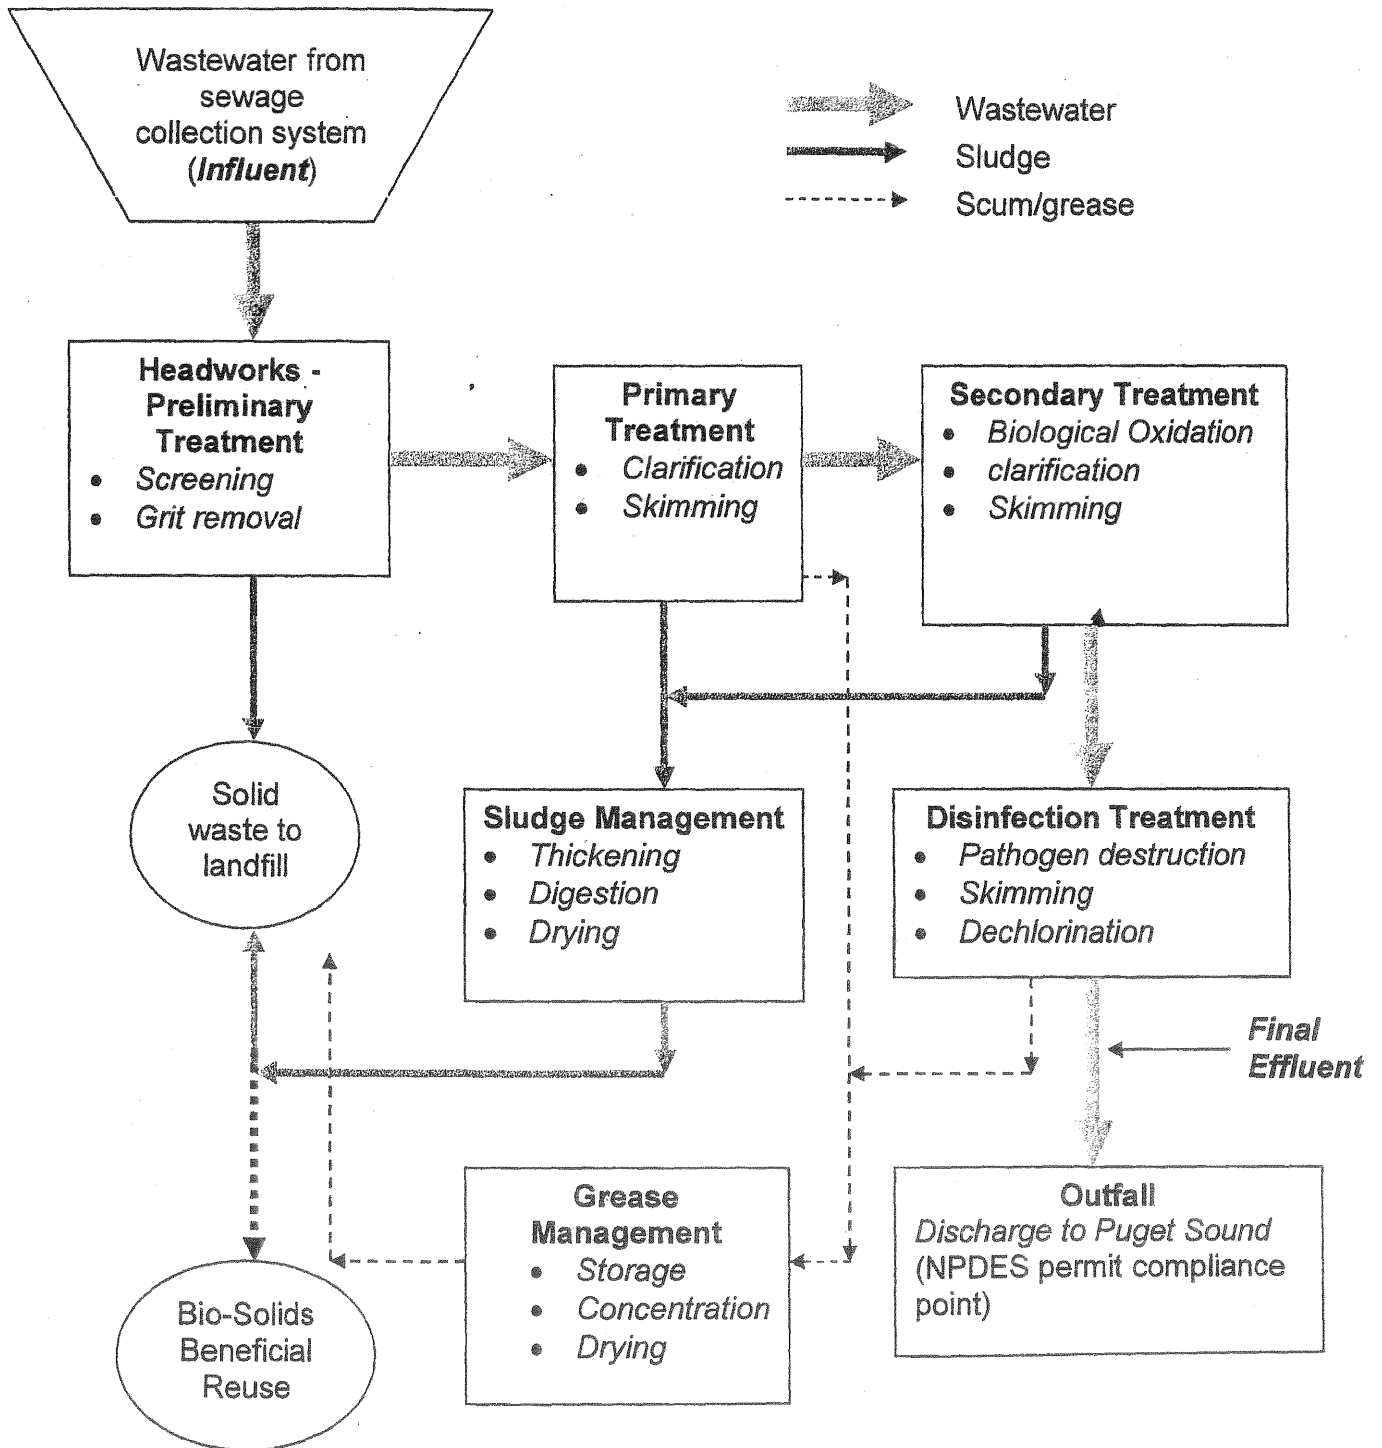 Wastewater from
sewage
collection system
(Influent)
Wastewater
Sludge
Scum/grease
Headworks -
Preliminary
Treatment
• Screening
• Grit removal
Primary
Treatment
• Clarification
• Skimming
Secondary Treatment
• Biological Oxidation
• clarification
• Skimming
Solid
waste to
landfill
Sludge Management
• Thickening
• Digestion
• Drying
Disinfection Treatment
• Pathogen destruction
• Skimming
• Dechlorination
Final
Effluent
Grease
Management
• Storage
• Concentration
• Drying
Outfall
Discharge to Puget Sound
(NPDES permit compliance
point)
Bio-Solids
Beneficial
Reuse